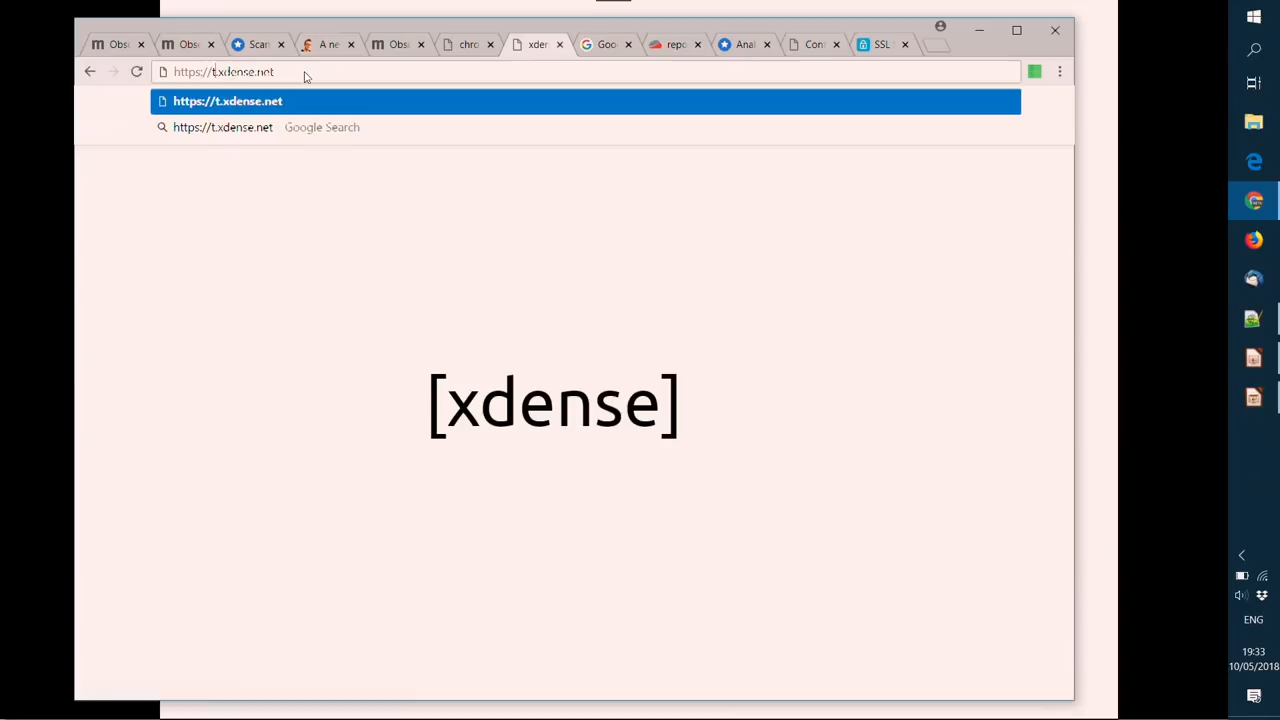 Obs
Obs
Scan
A ne
Obs
chro
xder
Goo
repo
Anal
Con
SSL
https://t.xdense.net
https://t.xdense.net
https://t.xdense.net Google Search
[xdense]
ENG
19:33
10/05/2018